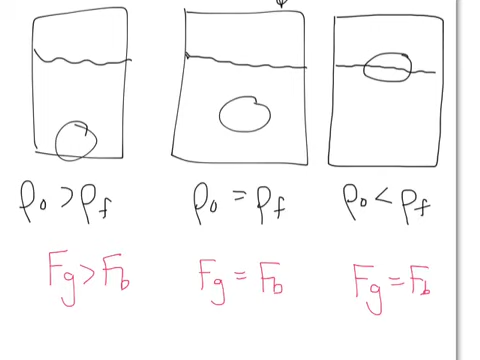 ρo > ρf ρo = ρf ρo < ρf
Fg > Fb Fg = Fb Fg = Fb